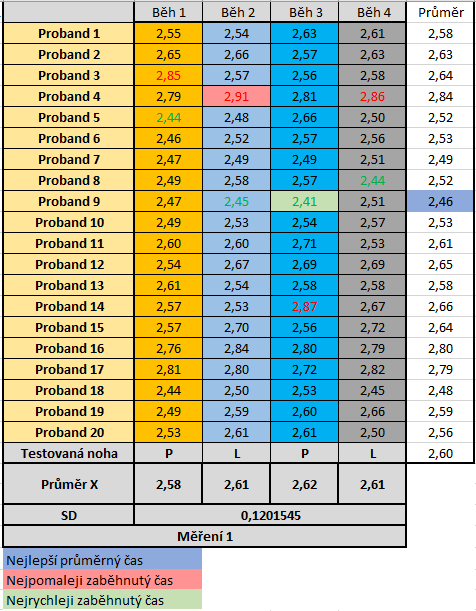 Běh 1 Běh 2 Běh 3 Běh 4 Průměr
Proband 1 2,55 2,54 2,63 2,61 2,58
Proband 2 2,65 2,66 2,57 2,63 2,63
Proband 3 2,85 2,57 2,56 2,58 2,64
Proband 4 2,79 2,91 2,81 2,86 2,84
Proband 5 2,44 2,48 2,66 2,50 2,52
Proband 6 2,46 2,52 2,57 2,56 2,53
Proband 7 2,47 2,49 2,49 2,51 2,49
Proband 8 2,49 2,58 2,57 2,44 2,52
Proband 9 2,47 2,45 2,41 2,51 2,46
Proband 10 2,49 2,53 2,54 2,57 2,53
Proband 11 2,60 2,60 2,71 2,53 2,61
Proband 12 2,54 2,67 2,69 2,69 2,65
Proband 13 2,61 2,54 2,58 2,58 2,58
Proband 14 2,57 2,53 2,87 2,67 2,66
Proband 15 2,57 2,70 2,56 2,72 2,64
Proband 16 2,76 2,84 2,80 2,79 2,80
Proband 17 2,81 2,80 2,72 2,82 2,79
Proband 18 2,44 2,50 2,53 2,45 2,48
Proband 19 2,49 2,59 2,60 2,66 2,59
Proband 20 2,53 2,61 2,61 2,50 2,56
Testovaná noha P L P L 2,60
Průměr X 2,58 2,61 2,62 2,61
SD 0,1201545
Měření 1
Nejlepší průměrný čas
Nejpomaleji zaběhnutý čas
Nejrychleji zaběhnutý čas